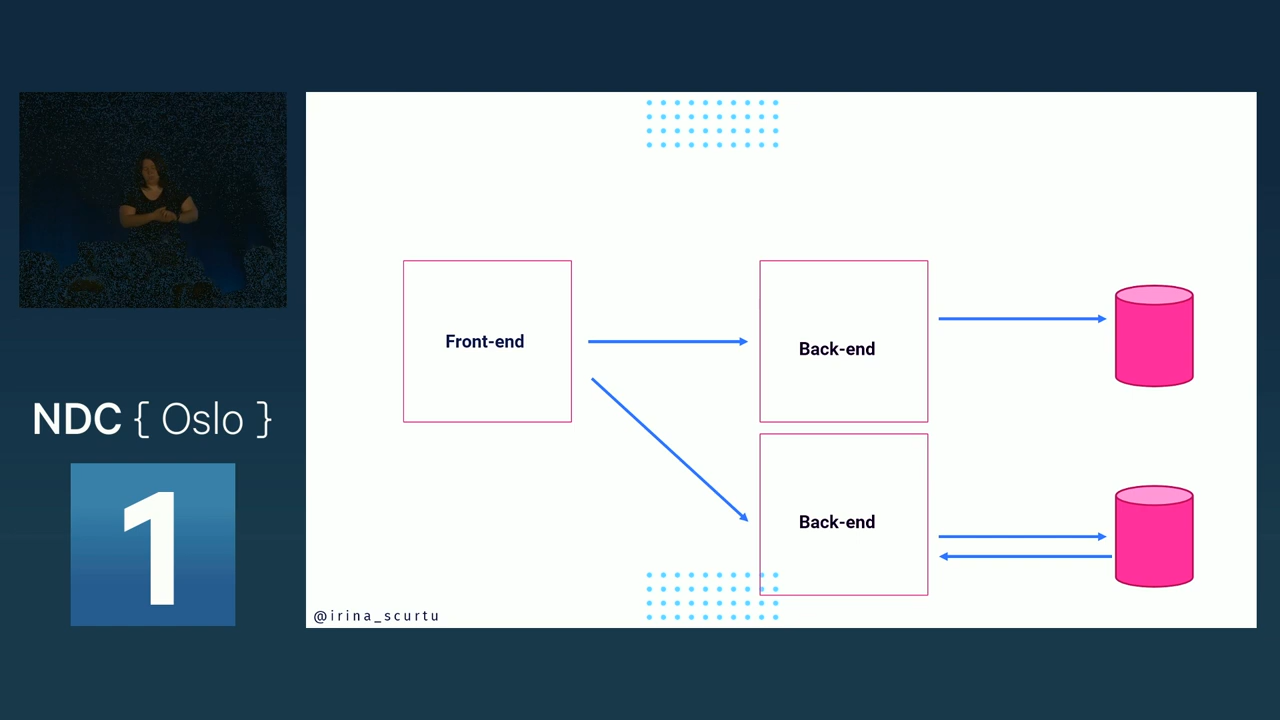 NDC { Oslo }
1
Front-end
Back-end
Back-end
@irina_scurtu